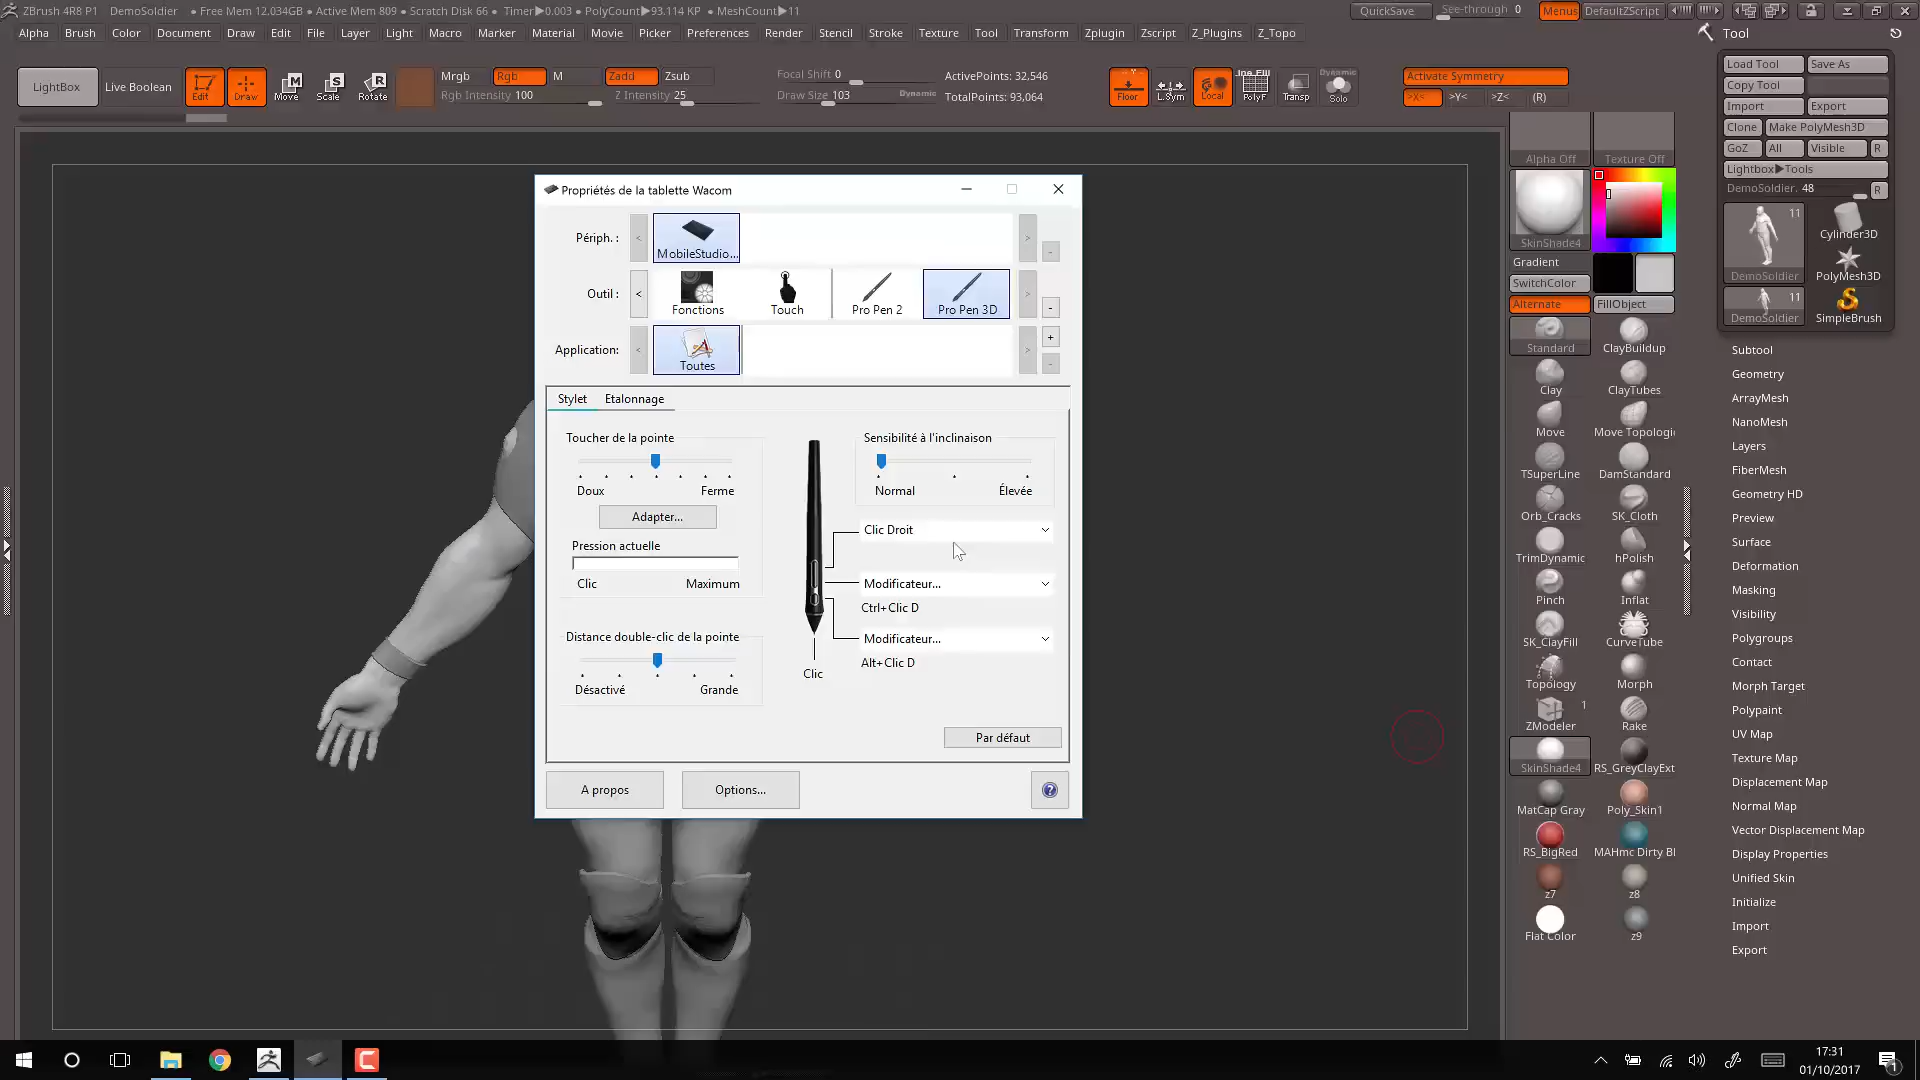 ZBrush 4R8 P1 DemoSoldier • Free Mem 12.034GB • Active Mem 809 • Scratch Disk 66 • Timer▶0.003 • PolyCount▶93.114 KP • MeshCount▶11 QuickSave See-through 0 Menus DefaultZScript
Alpha Brush Color Document Draw Edit File Layer Light Macro Marker Material Movie Picker Preferences Render Stencil Stroke Texture Tool Transform Zplugin Zscript Z_Plugins Z_Topo
Tool
LightBox
Live Boolean
Edit
Draw
Move
Scale
Rotate
Mrgb Rgb M
Rgb Intensity 100
Zadd Zsub
Z Intensity 25
Focal Shift 0
Draw Size 103 Dynamic
ActivePoints: 32,546
TotalPoints: 93,064
Floor
L.Sym
Local
PolyF
Transp
Dynamic
Solo
Activate Symmetry
>X< >Y< >Z< (R)
Load Tool Save As
Copy Tool
Import Export
Clone Make PolyMesh3D
GoZ All Visible R
Lightbox▶Tools
DemoSoldier. 48 R
11
DemoSoldier
Cylinder3D
PolyMesh3D
11
DemoSoldier
SimpleBrush
Alpha Off Texture Off
SkinShade4
Gradient
SwitchColor
Alternate FillObject
Standard ClayBuildup
Clay ClayTubes
Move Move Topologi
TSuperLine DamStandard
Orb_Cracks SK_Cloth
TrimDynamic hPolish
Pinch Inflat
SK_ClayFill CurveTube
Topology Morph
1
ZModeler Rake
SkinShade4 RS_GreyClayExt
MatCap Gray Poly_Skin1
RS_BigRed MAHmc Dirty Bl
z7 z8
Flat Color z9
Subtool
Geometry
ArrayMesh
NanoMesh
Layers
FiberMesh
Geometry HD
Preview
Surface
Deformation
Masking
Visibility
Polygroups
Contact
Morph Target
Polypaint
UV Map
Texture Map
Displacement Map
Normal Map
Vector Displacement Map
Display Properties
Unified Skin
Initialize
Import
Export
Propriétés de la tablette Wacom
Périph. : < MobileStudio... > -
Outil : < Fonctions Touch Pro Pen 2 Pro Pen 3D > -
Application: < Toutes > + -
Stylet Etalonnage
Toucher de la pointe
Doux Ferme
Adapter...
Pression actuelle
Clic Maximum
Distance double-clic de la pointe
Désactivé Grande
Clic
Sensibilité à l'inclinaison
Normal Élevée
Clic Droit
Modificateur...
Ctrl+Clic D
Modificateur...
Alt+Clic D
Par défaut
A propos Options... ?
17:31
01/10/2017
1